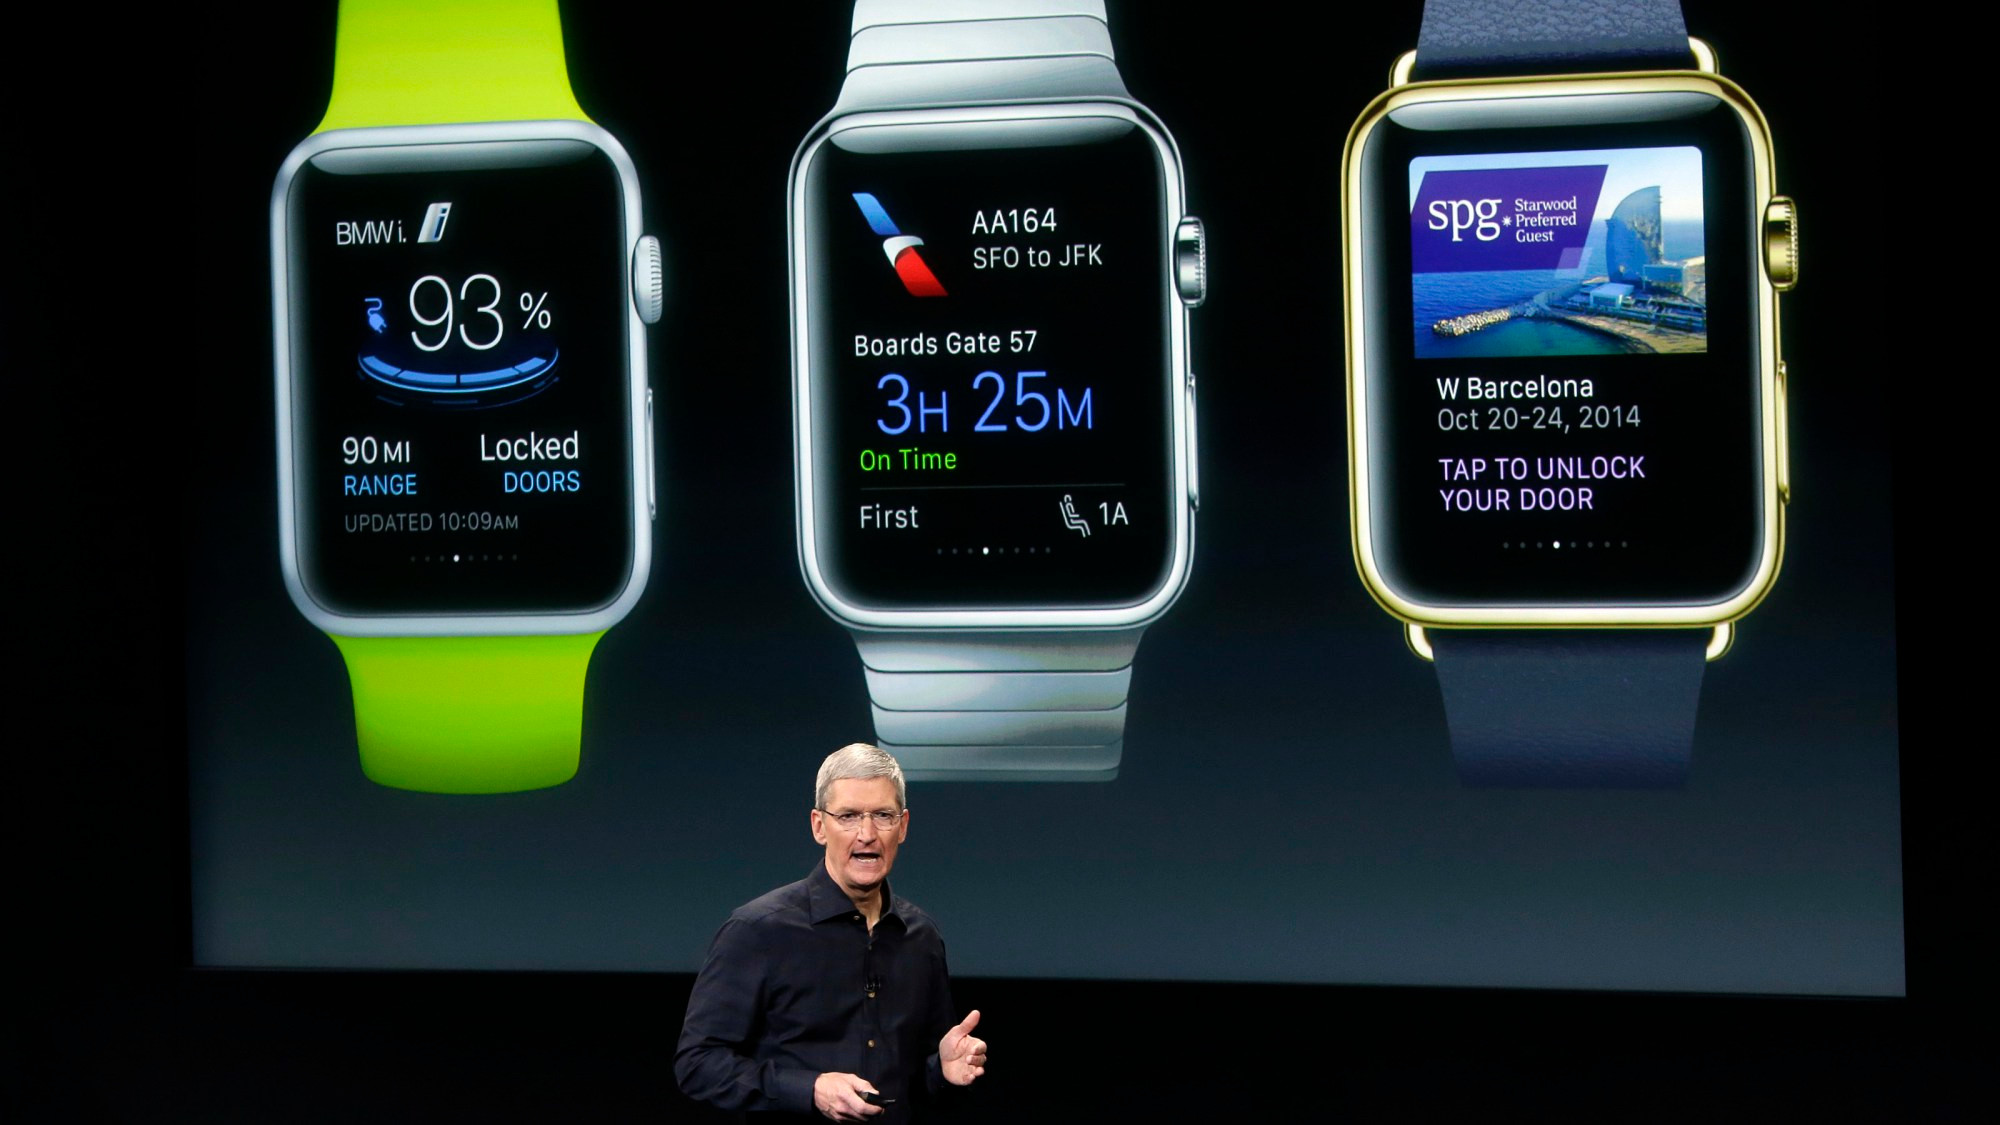 BMW i. i
93 %
90 MI
RANGE
Locked
DOORS
UPDATED 10:09AM
AA164
SFO to JFK
Boards Gate 57
3H 25M
On Time
First
1A
spg*
Starwood
Preferred
Guest
W Barcelona
Oct 20-24, 2014
TAP TO UNLOCK
YOUR DOOR